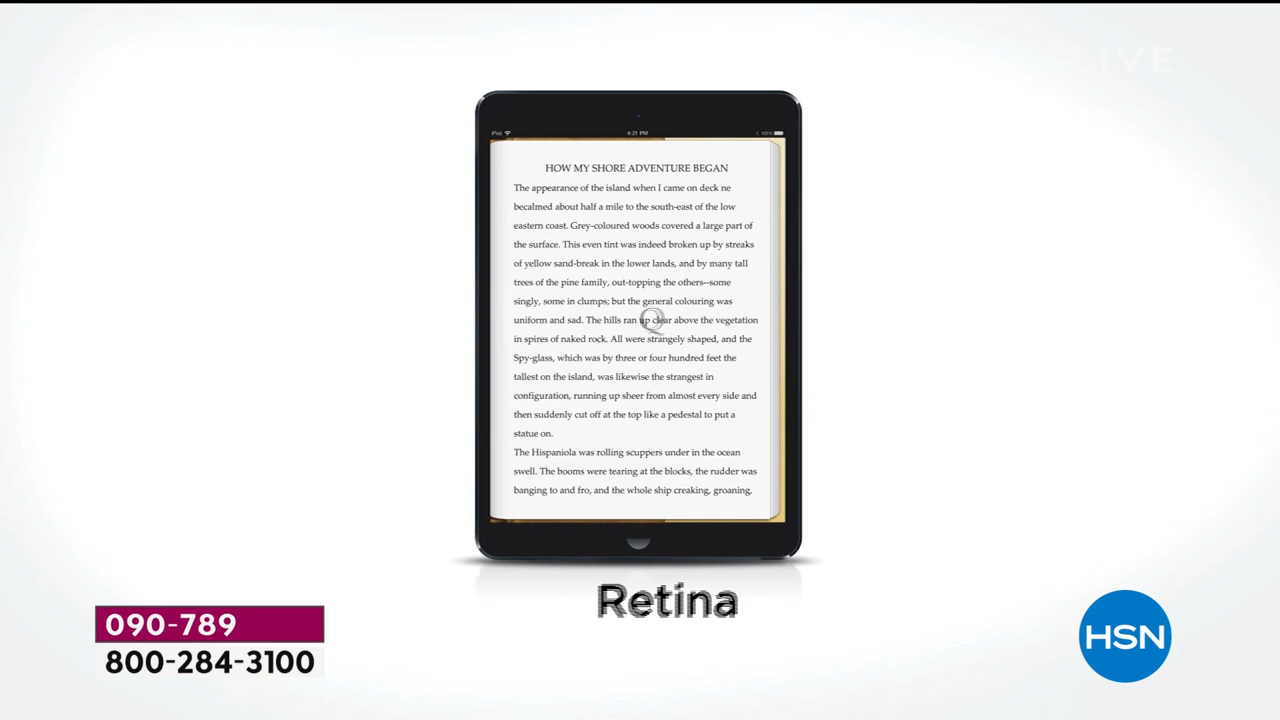 LIVE
iPad
4:21 PM
100%
HOW MY SHORE ADVENTURE BEGAN
The appearance of the island when I came on deck ne
becalmed about half a mile to the south-east of the low
eastern coast. Grey-coloured woods covered a large part of
the surface. This even tint was indeed broken up by streaks
of yellow sand-break in the lower lands, and by many tall
trees of the pine family, out-topping the others--some
singly, some in clumps; but the general colouring was
uniform and sad. The hills ran up clear above the vegetation
in spires of naked rock. All were strangely shaped, and the
Spy-glass, which was by three or four hundred feet the
tallest on the island, was likewise the strangest in
configuration, running up sheer from almost every side and
then suddenly cut off at the top like a pedestal to put a
statue on.
The Hispaniola was rolling scuppers under in the ocean
swell. The booms were tearing at the blocks, the rudder was
banging to and fro, and the whole ship creaking, groaning,
Retina
090-789
800-284-3100
HSN